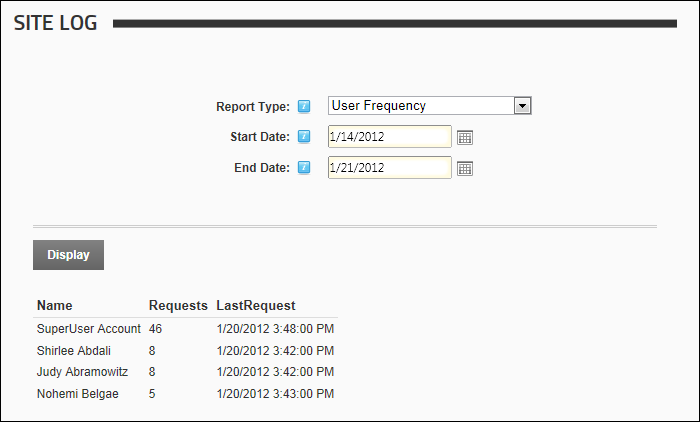 SITE LOG
Report Type: User Frequency
Start Date: 1/14/2012
End Date: 1/21/2012
Display
Name Requests LastRequest
SuperUser Account 46 1/20/2012 3:48:00 PM
Shirlee Abdali 8 1/20/2012 3:42:00 PM
Judy Abramowitz 8 1/20/2012 3:42:00 PM
Nohemi Belgae 5 1/20/2012 3:43:00 PM